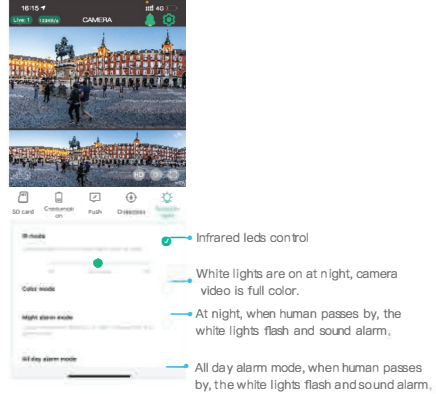 16:15 4G
Live: 1 CAMERA
HD
SD card Push
IR mode
Infrared leds control
White lights are on at night, camera
video is full color.
Color mode
At night, when human passes by, the
Night alarm mode
white lights flash and sound alarm.
All day alarm mode
All day alarm mode, when human passes
by, the white lights flash and sound alarm.